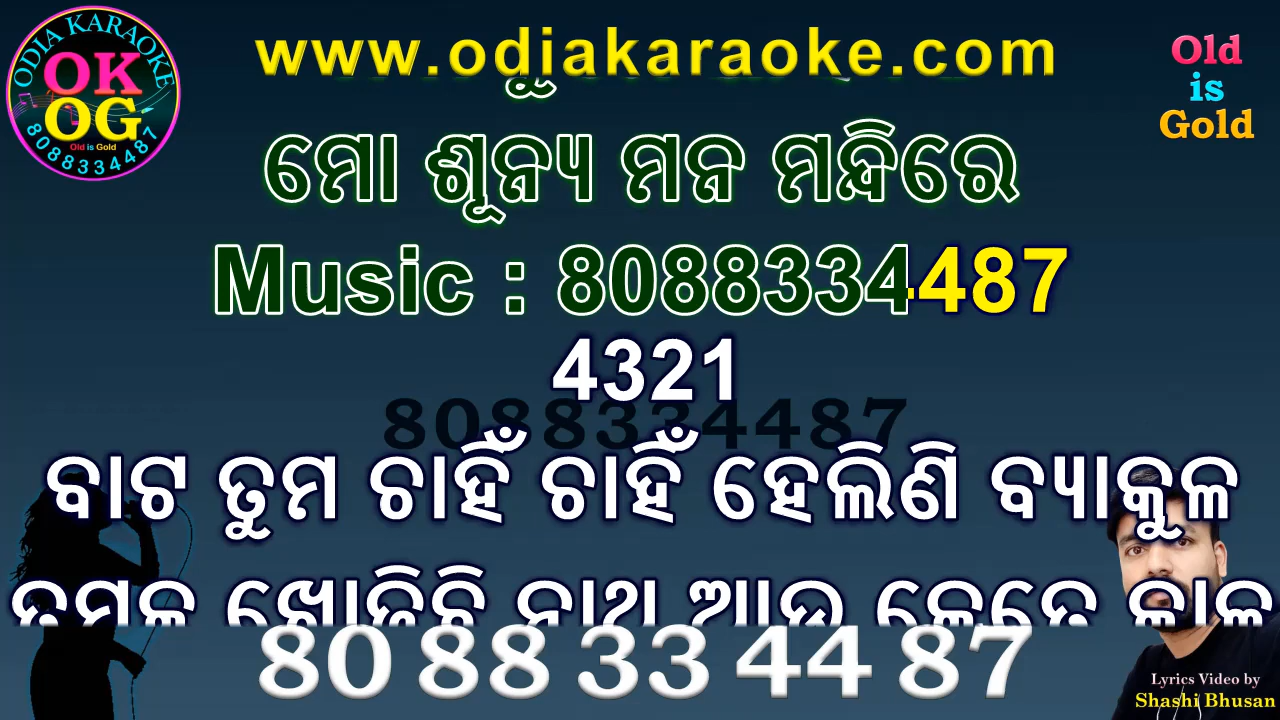 ODIA KARAOKE
OK
OG
Old is Gold
8088334487
www.odiakaraoke.com
Old
is
Gold
ମୋ ଶୂନ୍ୟ ମନ ମନ୍ଦିରେ
Music : 8088334487
4321
8088334487
ବାଟ ତୁମ ଚାହିଁ ଚାହିଁ ହେଲିଣି ବ୍ୟାକୁଳ
80 88 33 44 87
Lyrics Video by
Shashi Bhusan